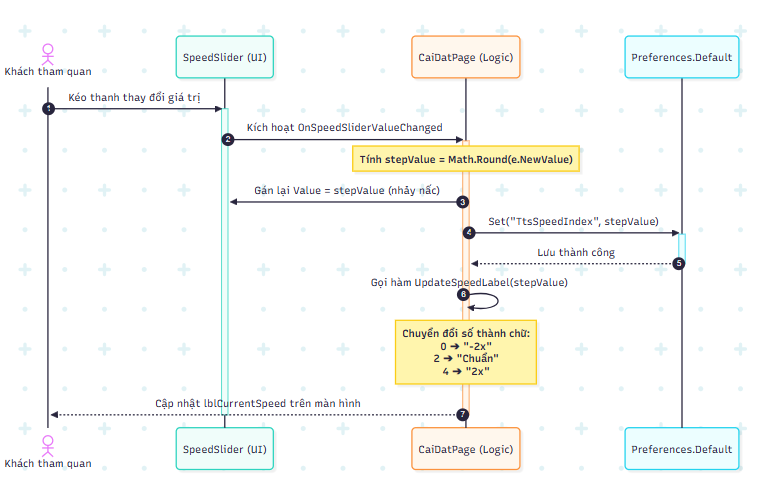 SpeedSlider (UI)
CaiDatPage (Logic)
Preferences.Default
Khách tham quan
1
Kéo thanh thay đổi giá trị
2
Kích hoạt OnSpeedSliderValueChanged
Tính stepValue = Math.Round(e.NewValue)
Gán lại Value = stepValue (nhảy nấc)
3
4
Set("TtsSpeedIndex", stepValue)
Lưu thành công
5
Gọi hàm UpdateSpeedLabel(stepValue)
6
Chuyển đổi số thành chữ:
0 ➔ "-2x"
2 ➔ "Chuẩn"
4 ➔ "2x"
Cập nhật lblCurrentSpeed trên màn hình
7
Khách tham quan
SpeedSlider (UI)
CaiDatPage (Logic)
Preferences.Default